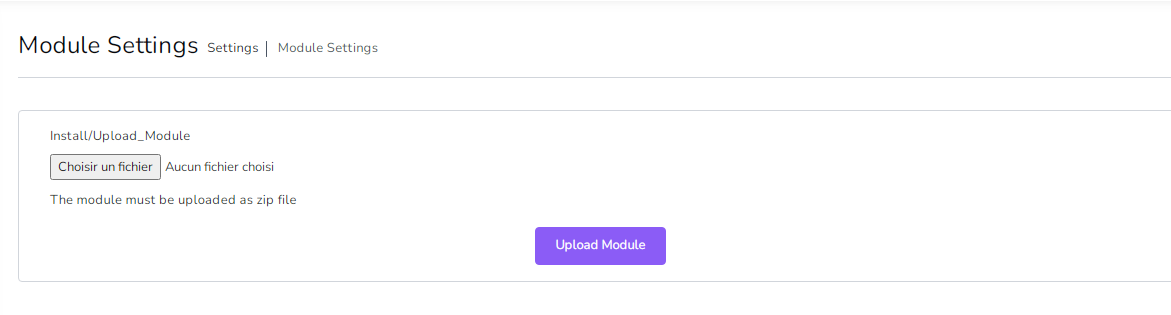 Module Settings Settings | Module Settings
Install/Upload_Module
Choisir un fichier Aucun fichier choisi
The module must be uploaded as zip file
Upload Module